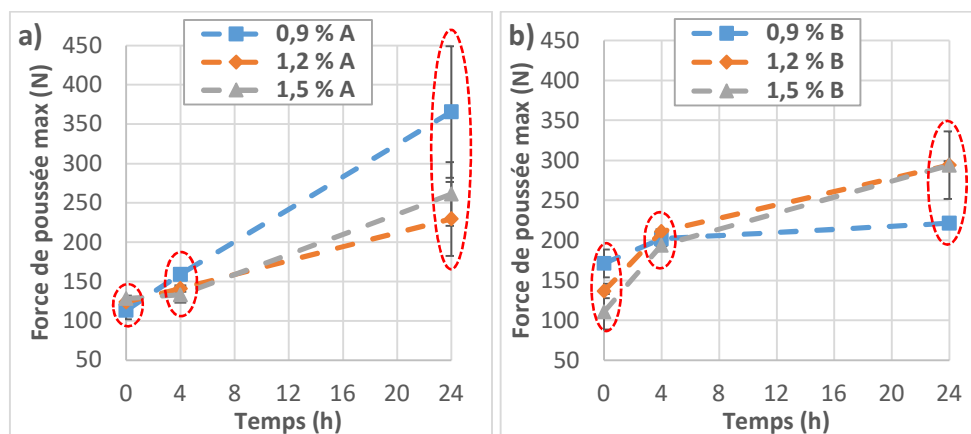 a)
0,9 % A
1,2 % A
1,5 % A
Force de poussée max (N)
450
400
350
300
250
200
150
100
50
0 4 8 12 16 20 24
Temps (h)
b)
0,9 % B
1,2 % B
1,5 % B
Force de poussée max (N)
450
400
350
300
250
200
150
100
50
0 4 8 12 16 20 24
Temps (h)